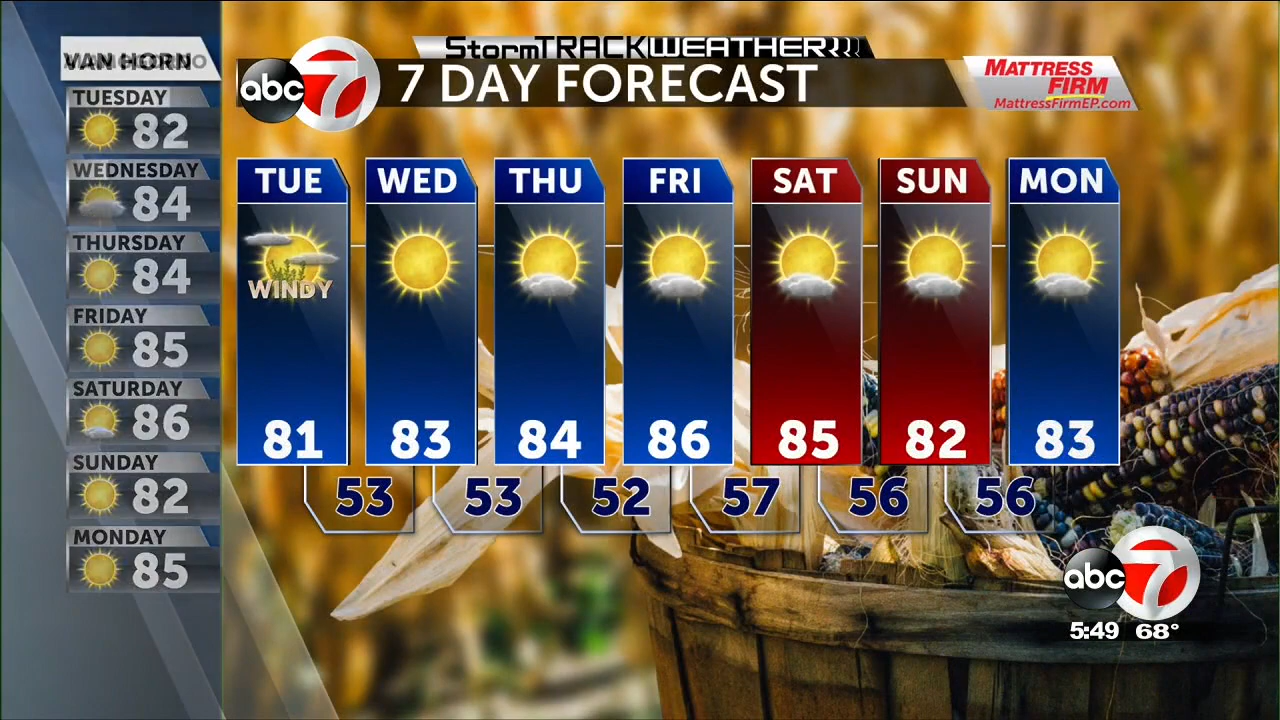 VAN HORN
TUESDAY
82
WEDNESDAY
84
THURSDAY
84
FRIDAY
85
SATURDAY
86
SUNDAY
82
MONDAY
85
StormTRACKWEATHER
abc 7 7 DAY FORECAST
MATTRESS
FIRM
MattressFirmEP.com
TUE WED THU FRI SAT SUN MON
WINDY
81 83 84 86 85 82 83
53 53 52 57 56 56
abc 7
5:49 68°